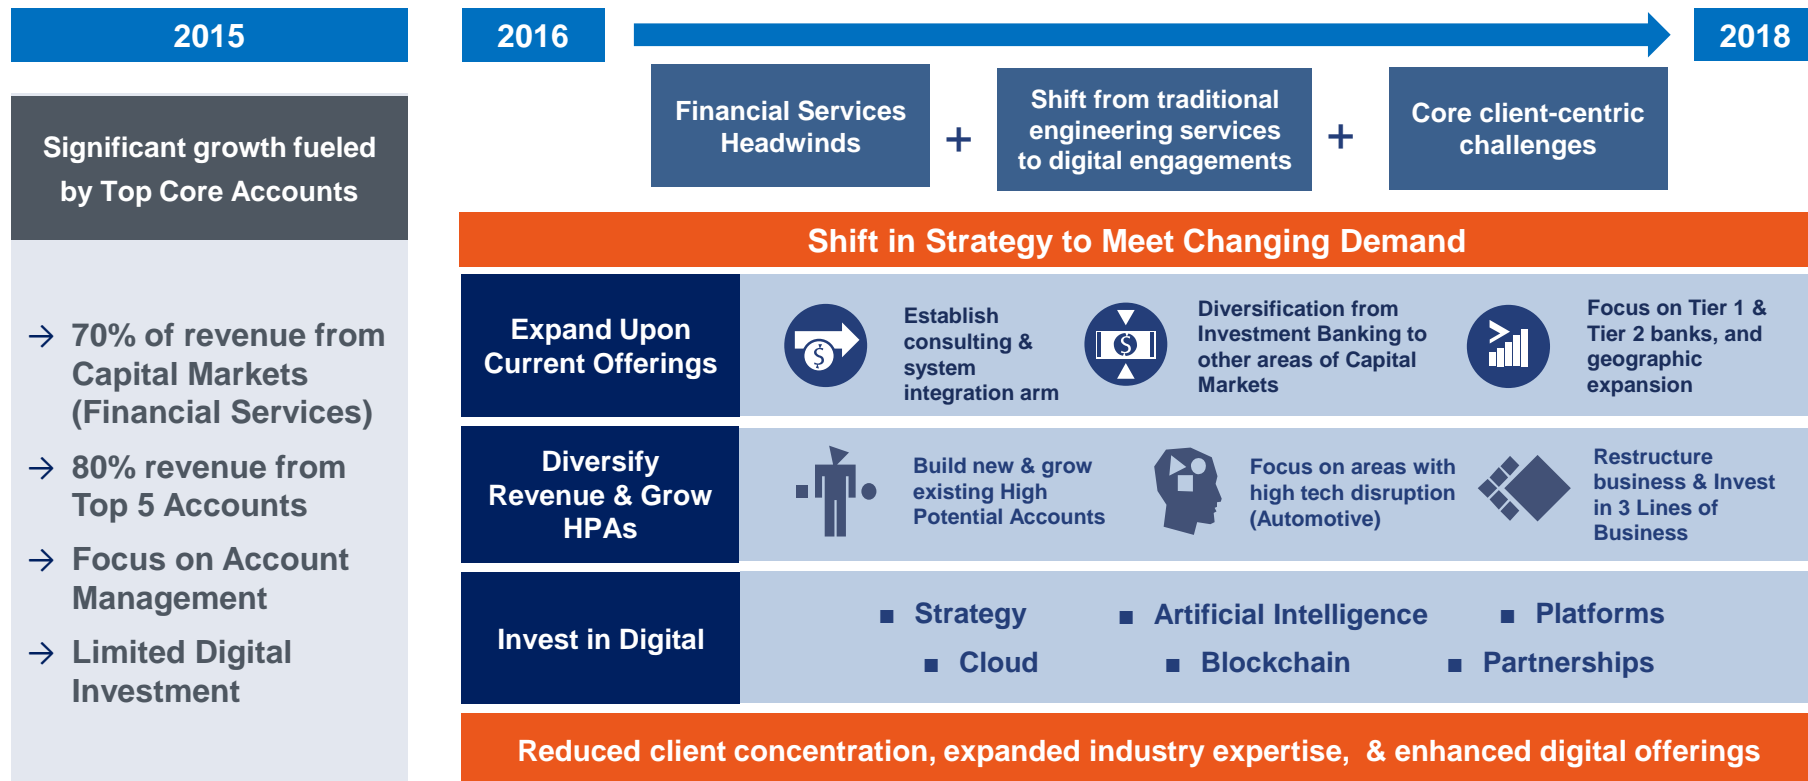 2015
Significant growth fueled
by Top Core Accounts
→ 70% of revenue from
Capital Markets
(Financial Services)
→ 80% revenue from
Top 5 Accounts
→ Focus on Account
Management
→ Limited Digital
Investment
2016
2018
Financial Services
Headwinds
+
Shift from traditional
engineering services
to digital engagements
+
Core client-centric
challenges
Shift in Strategy to Meet Changing Demand
Expand Upon
Current Offerings
$
Establish
consulting &
system
integration arm
$
Diversification from
Investment Banking to
other areas of Capital
Markets
Focus on Tier 1 &
Tier 2 banks, and
geographic
expansion
Diversify
Revenue & Grow
HPAs
Build new & grow
existing High
Potential Accounts
Focus on areas with
high tech disruption
(Automotive)
Restructure
business & Invest
in 3 Lines of
Business
Invest in Digital
■ Strategy ■ Artificial Intelligence ■ Platforms
■ Cloud ■ Blockchain ■ Partnerships
Reduced client concentration, expanded industry expertise, & enhanced digital offerings